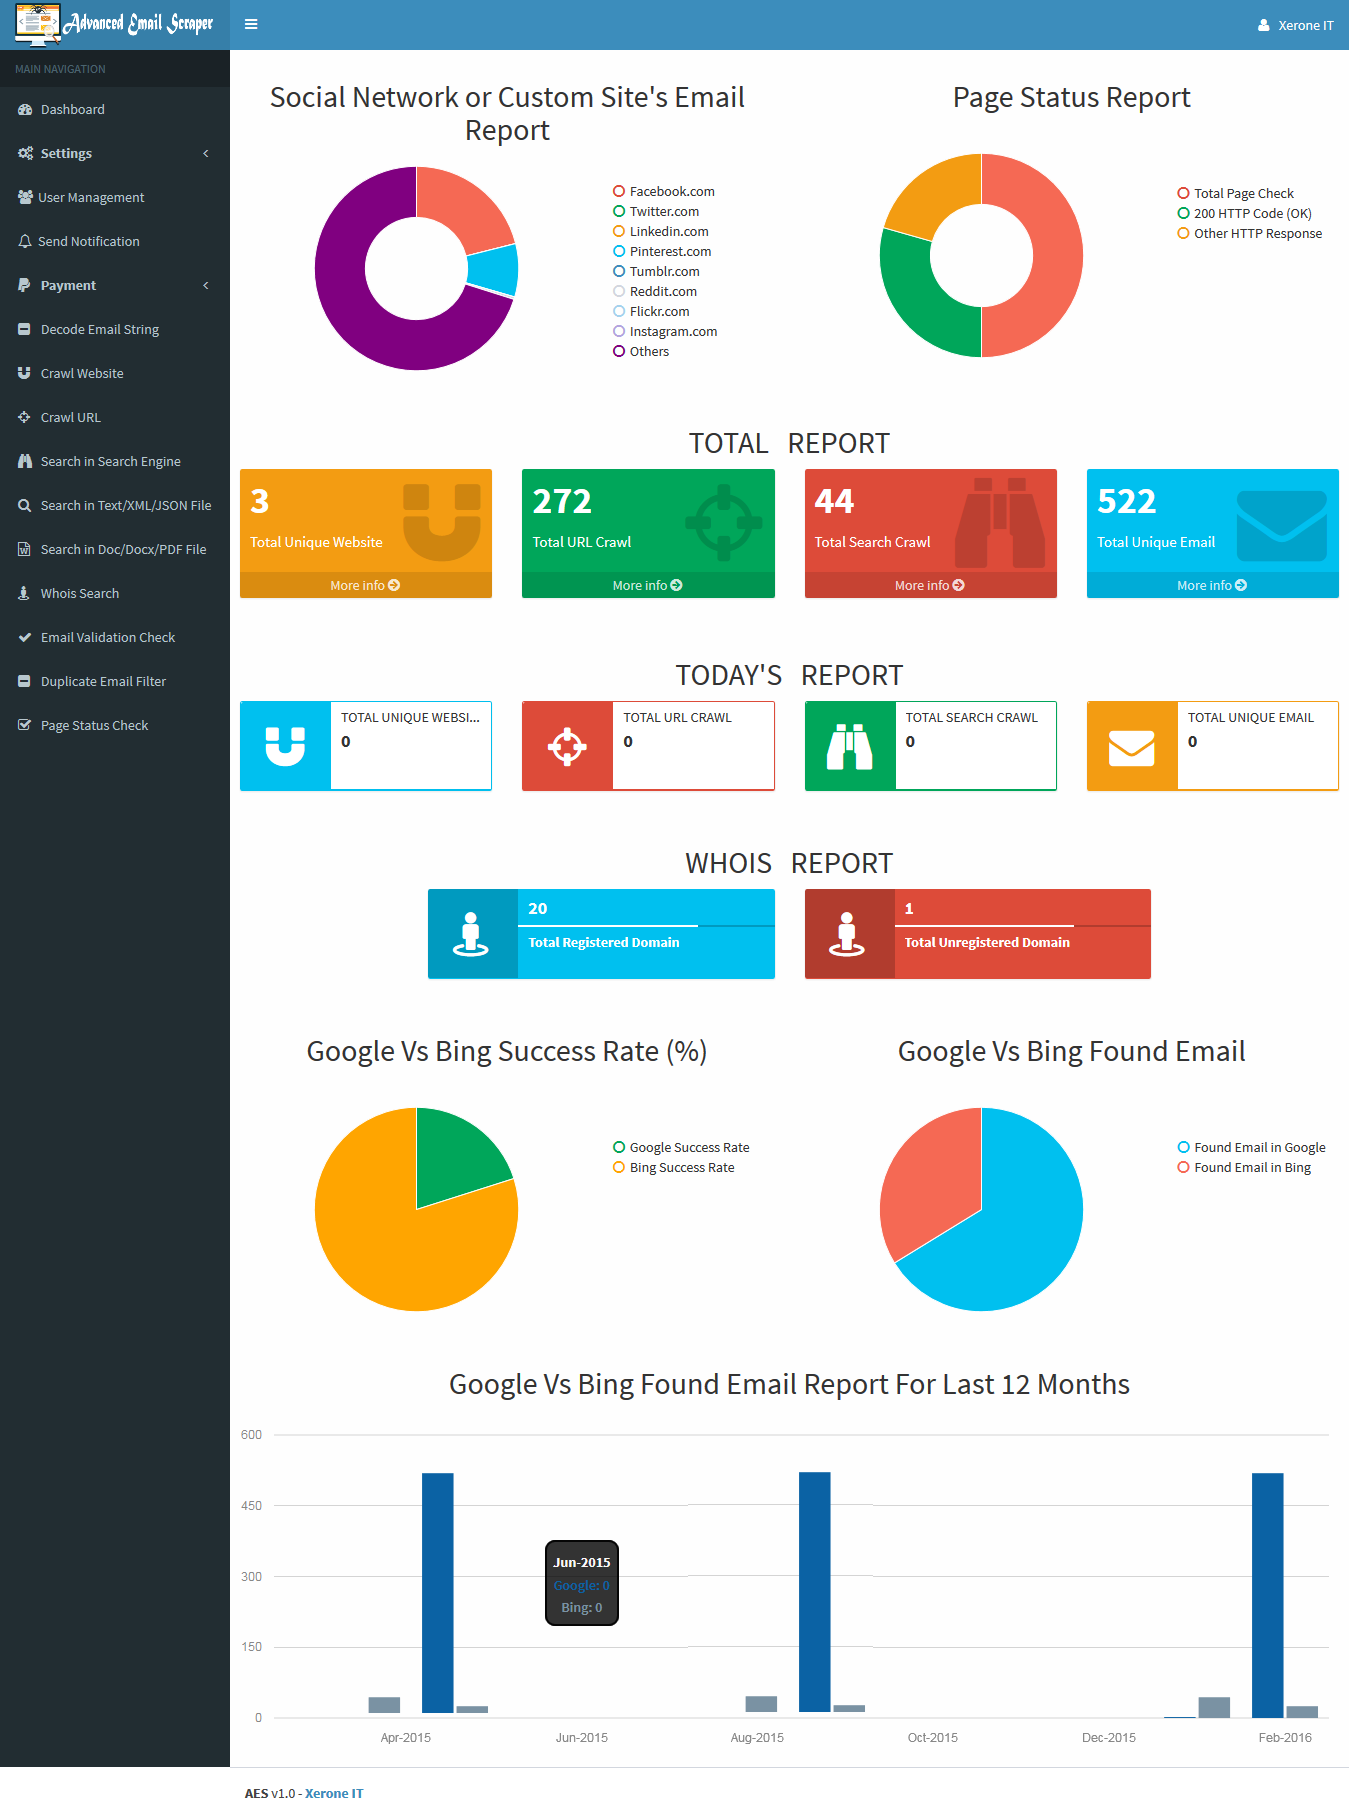 Advanced Email Scraper
Xerone IT
MAIN NAVIGATION
Dashboard
Settings
User Management
Send Notification
Payment
Decode Email String
Crawl Website
Crawl URL
Search in Search Engine
Search in Text/XML/JSON File
Search in Doc/Docx/PDF File
Whois Search
Email Validation Check
Duplicate Email Filter
Page Status Check
Social Network or Custom Site's Email
Report
Facebook.com
Twitter.com
Linkedin.com
Pinterest.com
Tumblr.com
Reddit.com
Flickr.com
Instagram.com
Others
Page Status Report
Total Page Check
200 HTTP Code (OK)
Other HTTP Response
TOTAL REPORT
3
Total Unique Website
More info
272
Total URL Crawl
More info
44
Total Search Crawl
More info
522
Total Unique Email
More info
TODAY'S REPORT
TOTAL UNIQUE WEBSI...
0
TOTAL URL CRAWL
0
TOTAL SEARCH CRAWL
0
TOTAL UNIQUE EMAIL
0
WHOIS REPORT
20
Total Registered Domain
1
Total Unregistered Domain
Google Vs Bing Success Rate (%)
Google Success Rate
Bing Success Rate
Google Vs Bing Found Email
Found Email in Google
Found Email in Bing
Google Vs Bing Found Email Report For Last 12 Months
600
450
300
150
0
Jun-2015
Google: 0
Bing: 0
Apr-2015
Jun-2015
Aug-2015
Oct-2015
Dec-2015
Feb-2016
AES v1.0 - Xerone IT